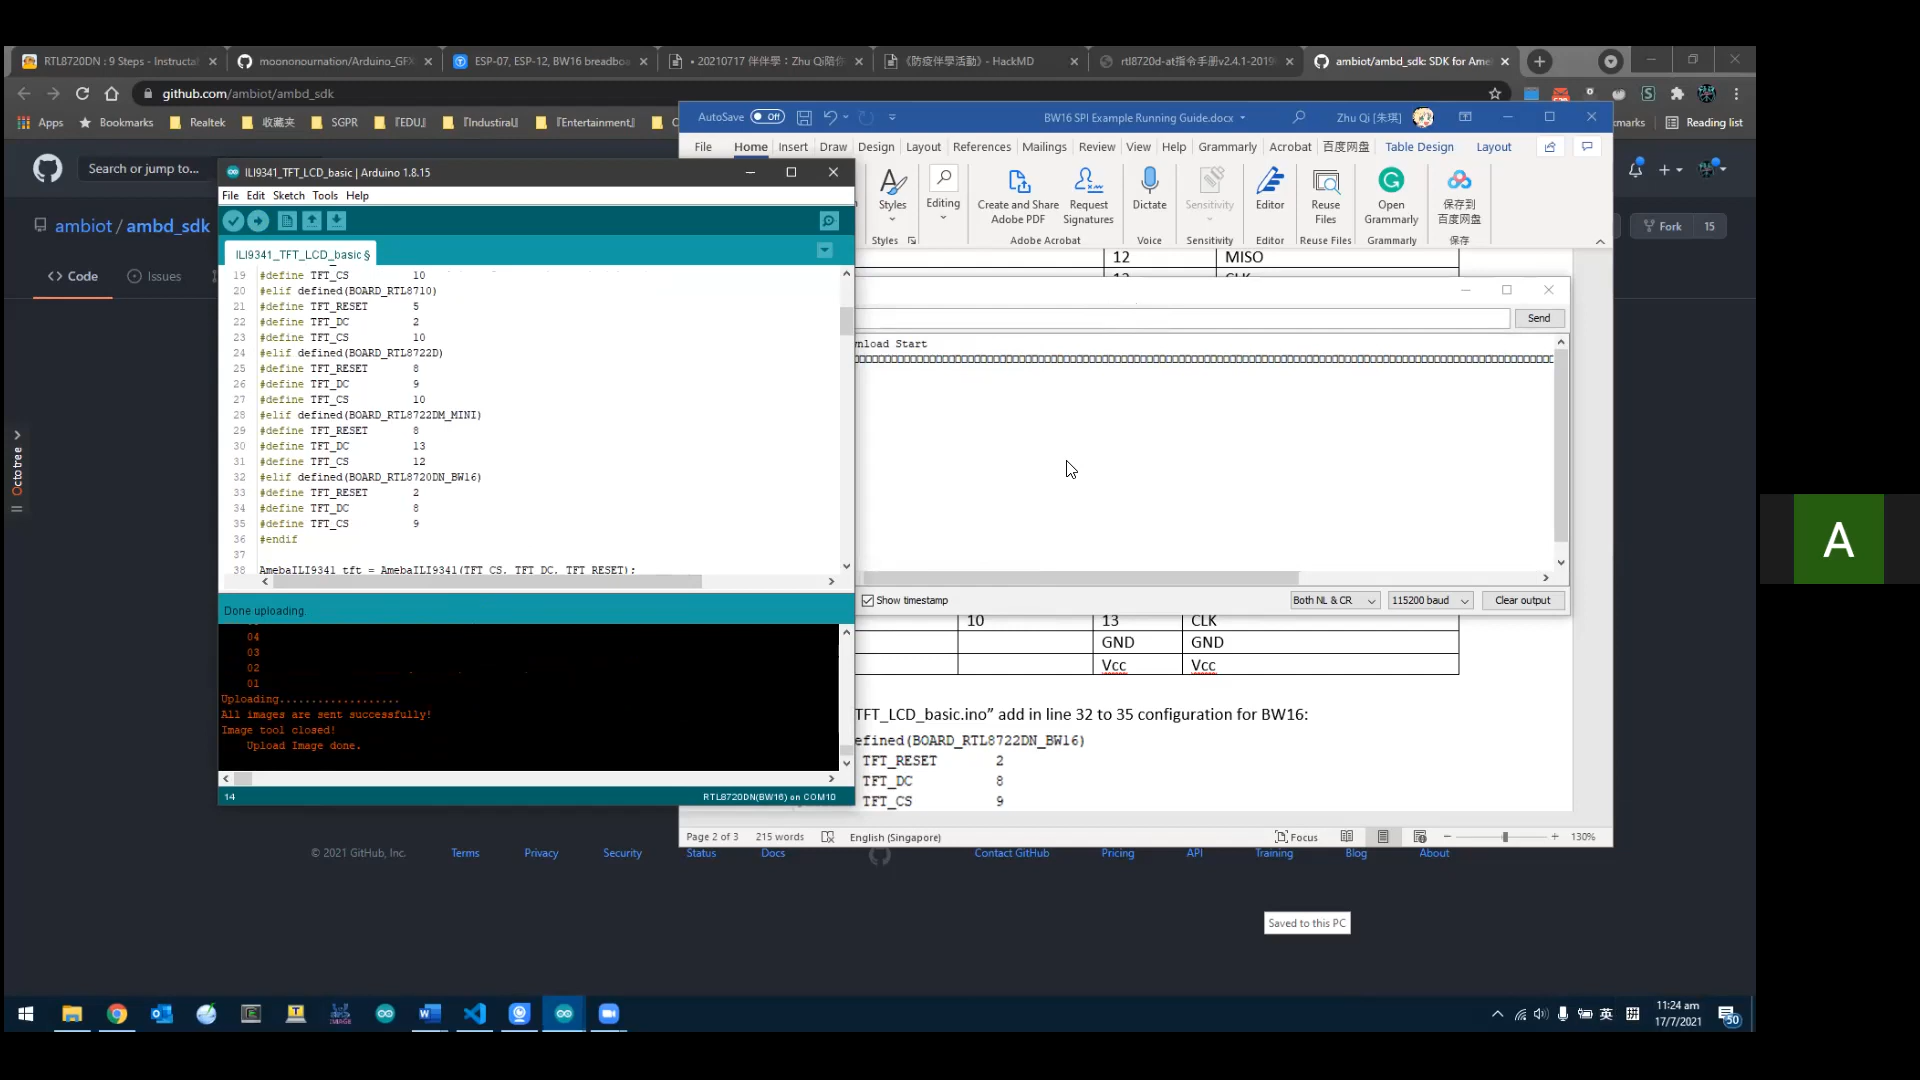 RTL8720DN : 9 Steps - Instructal
moononournation/Arduino_GFX
ESP-07, ESP-12, BW16 breadboa
• 20210717 伴伴學：Zhu Qi陪你
《防疫伴學活動》 - HackMD
rtl8720d-at指令手册v2.4.1-2019
ambiot/ambd_sdk: SDK for Ame
github.com/ambiot/ambd_sdk
Apps
Bookmarks
Realtek
收藏夹
SGPR
『EDU』
『Industiral』
『Entertainment』
marks
Reading list
Search or jump to...
ambiot / ambd_sdk
Fork 15
Code
Issues
Octotree
AutoSave Off
BW16 SPI Example Running Guide.docx
Zhu Qi [朱琪]
File Home Insert Draw Design Layout References Mailings Review View Help Grammarly Acrobat 百度网盘 Table Design Layout
Styles
Editing
Create and Share Adobe PDF
Request Signatures
Dictate
Sensitivity
Editor
Reuse Files
Open Grammarly
保存到百度网盘
Styles
Adobe Acrobat
Voice
Sensitivity
Editor
Reuse Files
Grammarly
保存
12 MISO
ILI9341_TFT_LCD_basic | Arduino 1.8.15
File Edit Sketch Tools Help
ILI9341_TFT_LCD_basic §
19 #define TFT_CS 10
20 #elif defined(BOARD_RTL8710)
21 #define TFT_RESET 5
22 #define TFT_DC 2
23 #define TFT_CS 10
24 #elif defined(BOARD_RTL8722D)
25 #define TFT_RESET 8
26 #define TFT_DC 9
27 #define TFT_CS 10
28 #elif defined(BOARD_RTL8722DM_MINI)
29 #define TFT_RESET 8
30 #define TFT_DC 13
31 #define TFT_CS 12
32 #elif defined(BOARD_RTL8720DN_BW16)
33 #define TFT_RESET 2
34 #define TFT_DC 8
35 #define TFT_CS 9
36 #endif
37
38 AmebaILI9341 tft = AmebaILI9341(TFT_CS, TFT_DC, TFT_RESET);
Done uploading.
04
03
02
01
Uploading...................
All images are sent successfully!
Image tool closed!
Upload Image done.
14
RTL8720DN(BW16) on COM10
Send
nload Start
Show timestamp
Both NL & CR
115200 baud
Clear output
10 13 CLK
GND GND
Vcc Vcc
TFT_LCD_basic.ino” add in line 32 to 35 configuration for BW16:
efined(BOARD_RTL8722DN_BW16)
TFT_RESET 2
TFT_DC 8
TFT_CS 9
Page 2 of 3
215 words
English (Singapore)
Focus
130%
© 2021 GitHub, Inc.
Terms
Privacy
Security
Status
Docs
Contact GitHub
Pricing
API
Training
Blog
About
Saved to this PC
A
英
拼
11:24 am
17/7/2021
50